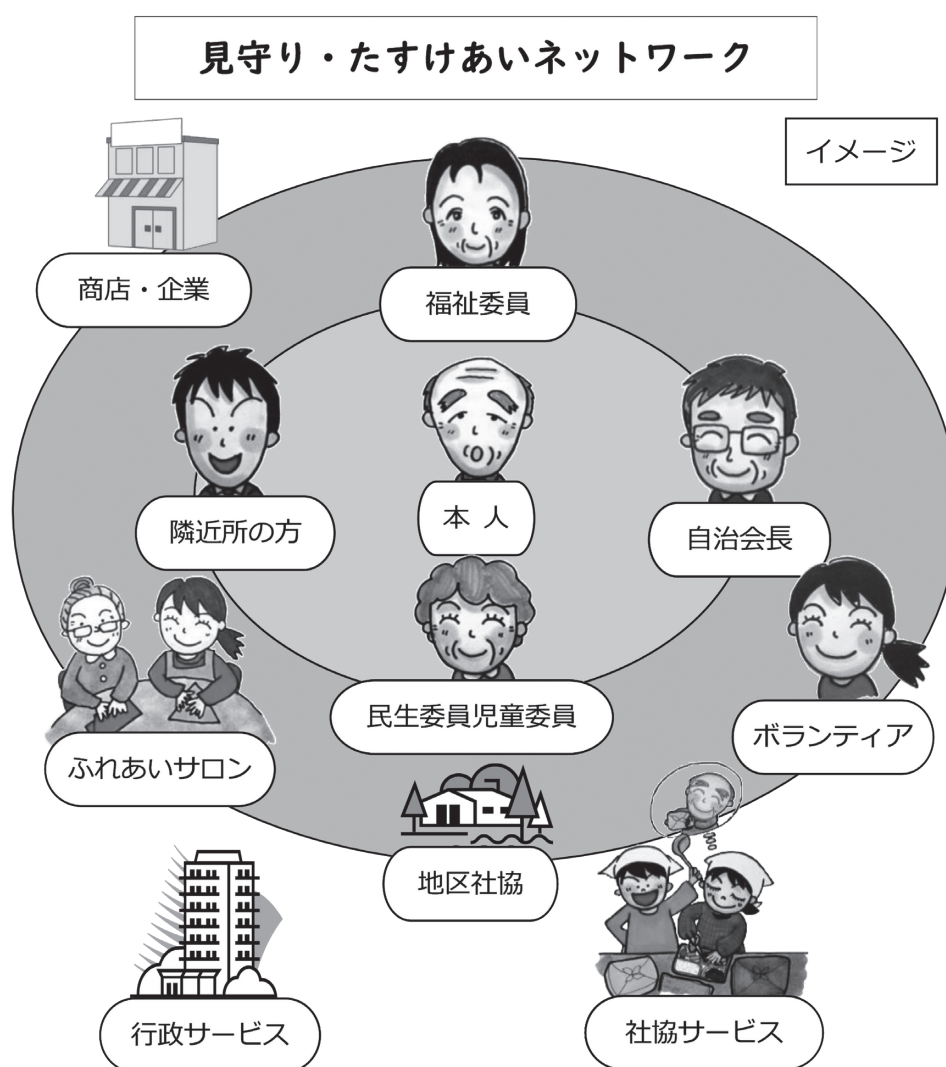 見守り・たすけあいネットワーク
イメージ
商店・企業
福祉委員
隣近所の方
本 人
自治会長
民生委員児童委員
ボランティア
ふれあいサロン
地区社協
行政サービス
社協サービス